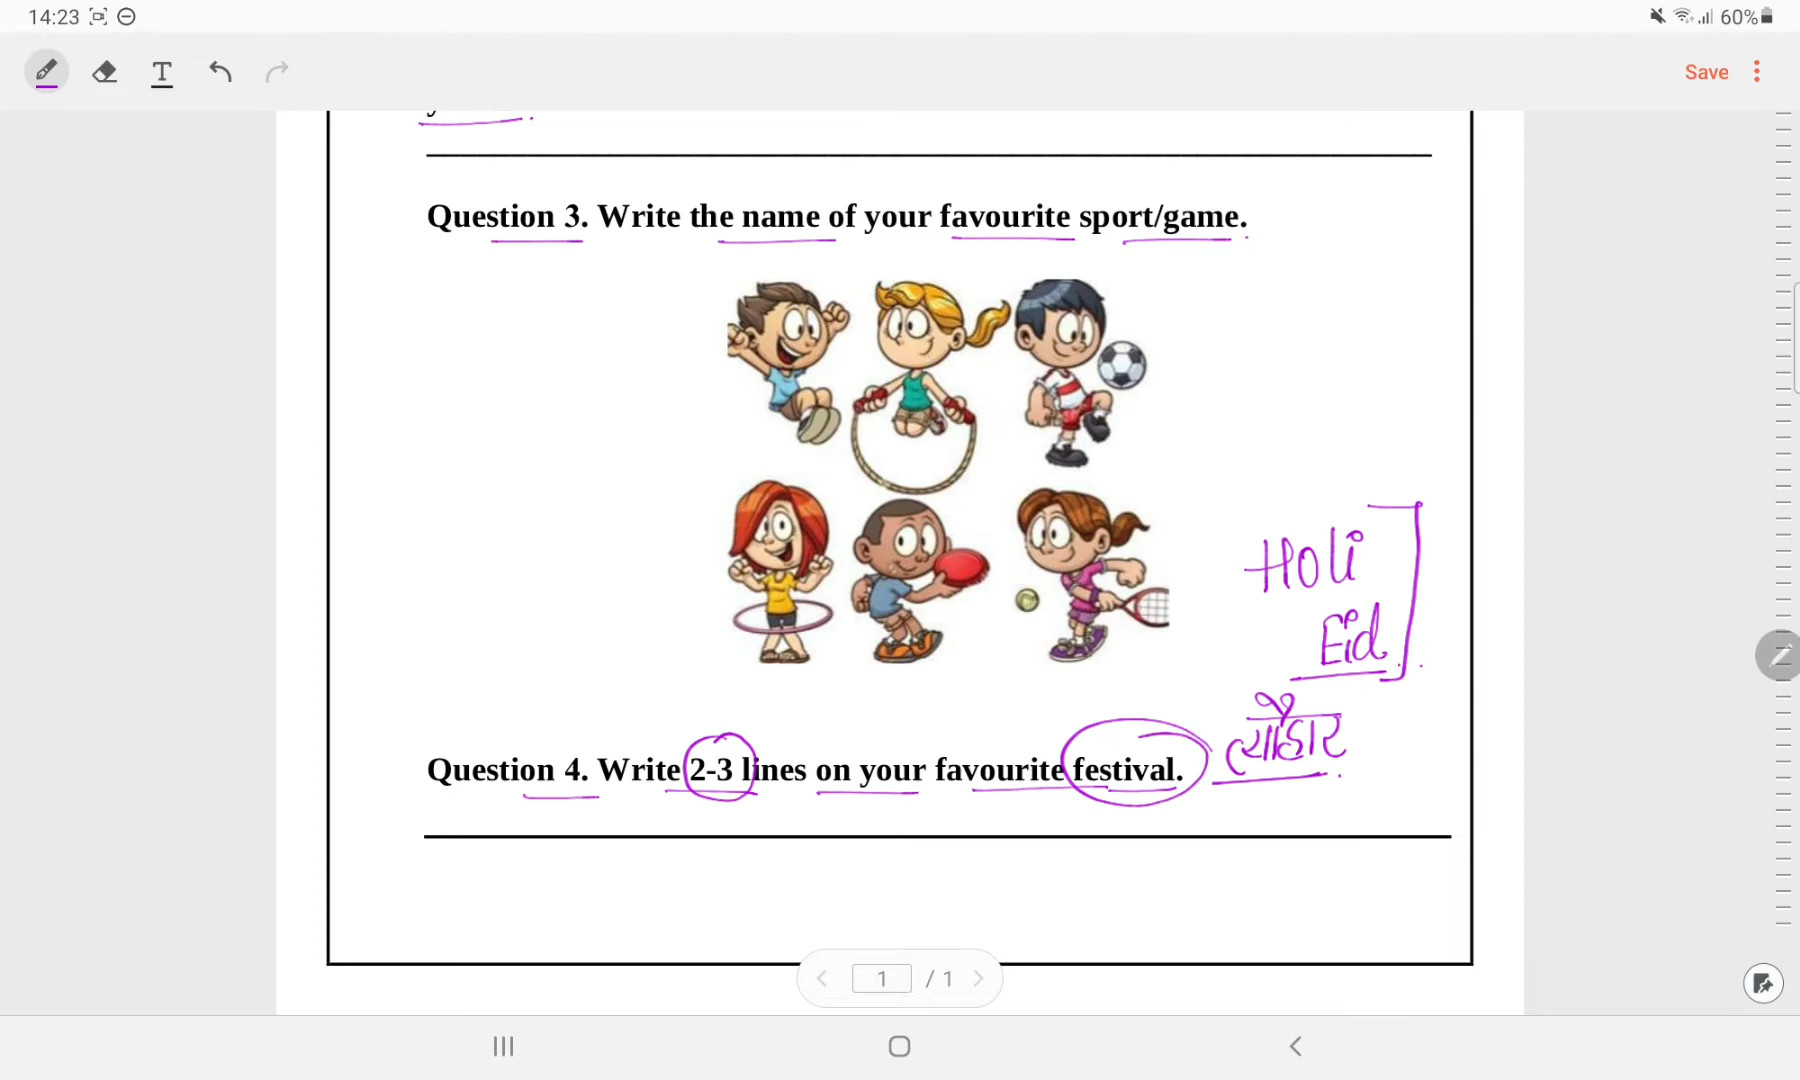 14:23
60%
Save
Question 3. Write the name of your favourite sport/game.
Holi
Eid
त्योहार
Question 4. Write 2-3 lines on your favourite festival.
1 / 1